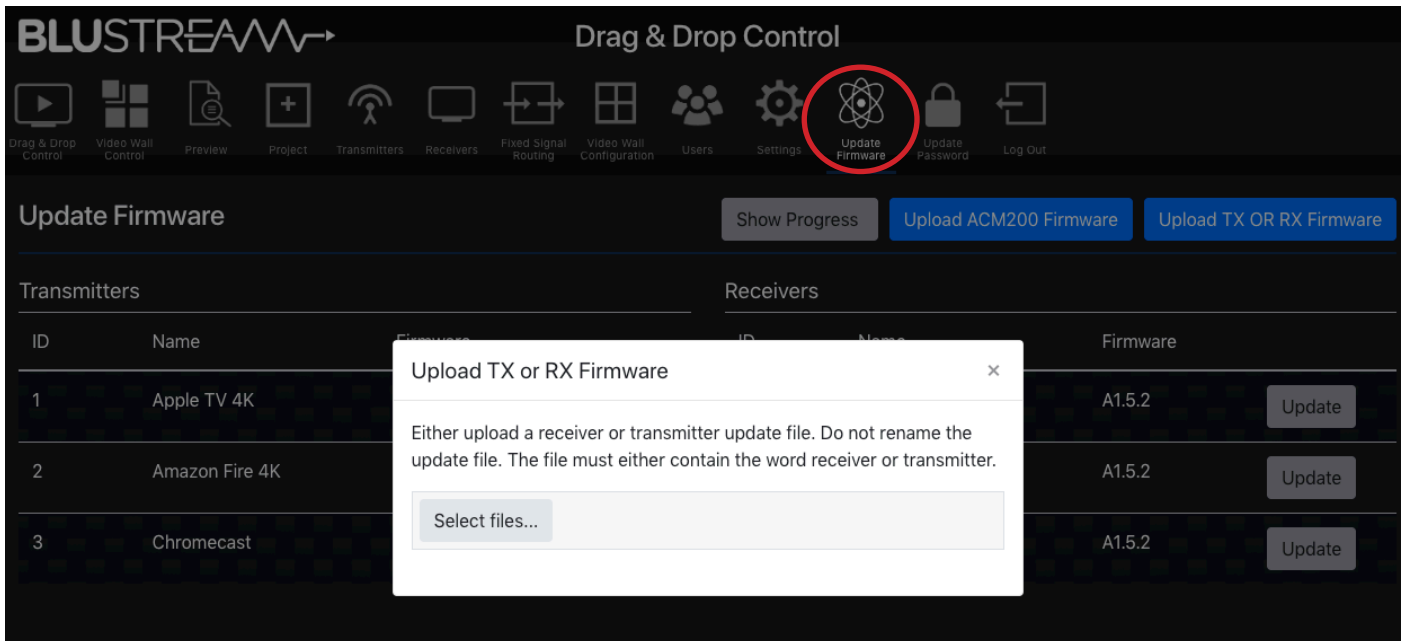 BLUSTREAM
Drag & Drop Control
Drag & Drop
Control
Video Wall
Control
Preview
Project
Transmitters
Receivers
Fixed Signal
Routing
Video Wall
Configuration
Users
Settings
Update
Firmware
Update
Password
Log Out
Update Firmware
Show Progress
Upload ACM200 Firmware
Upload TX OR RX Firmware
Transmitters
Receivers
ID Name Firmware ID Name Firmware
Upload TX or RX Firmware ×
Either upload a receiver or transmitter update file. Do not rename the
update file. The file must either contain the word receiver or transmitter.
Select files...
1 Apple TV 4K A1.5.2 Update
2 Amazon Fire 4K A1.5.2 Update
3 Chromecast A1.5.2 Update